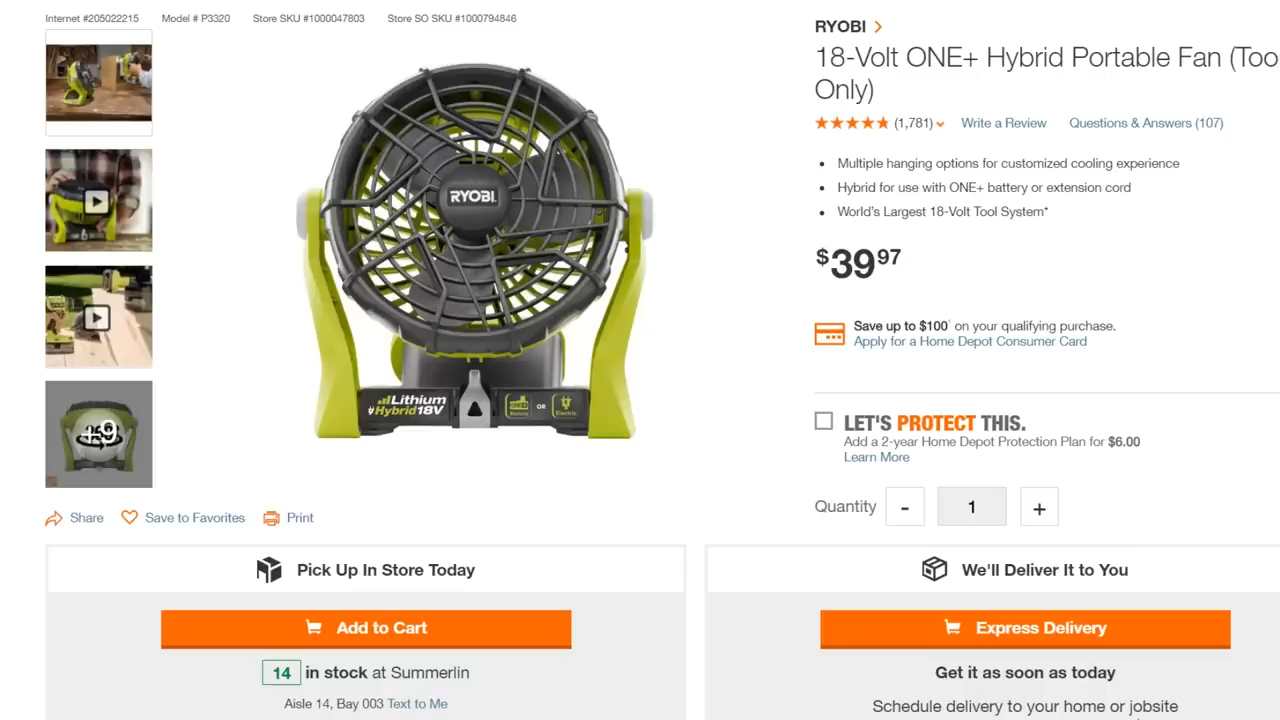 Internet #205022215 Model # P3320 Store SKU #1000047803 Store SO SKU #1000794846
RYOBI
18-Volt ONE+ Hybrid Portable Fan (Too
Only)
(1,781) Write a Review Questions & Answers (107)
Multiple hanging options for customized cooling experience
Hybrid for use with ONE+ battery or extension cord
World's Largest 18-Volt Tool System*
$39 97
Save up to $100 on your qualifying purchase.
Apply for a Home Depot Consumer Card
LET'S PROTECT THIS.
Add a 2-year Home Depot Protection Plan for $6.00
Learn More
Quantity - 1 +
RYOBI
Lithium
Hybrid 18V
OR
Electric
+9
Share Save to Favorites Print
Pick Up In Store Today
Add to Cart
14 in stock at Summerlin
Aisle 14, Bay 003 Text to Me
We'll Deliver It to You
Express Delivery
Get it as soon as today
Schedule delivery to your home or jobsite